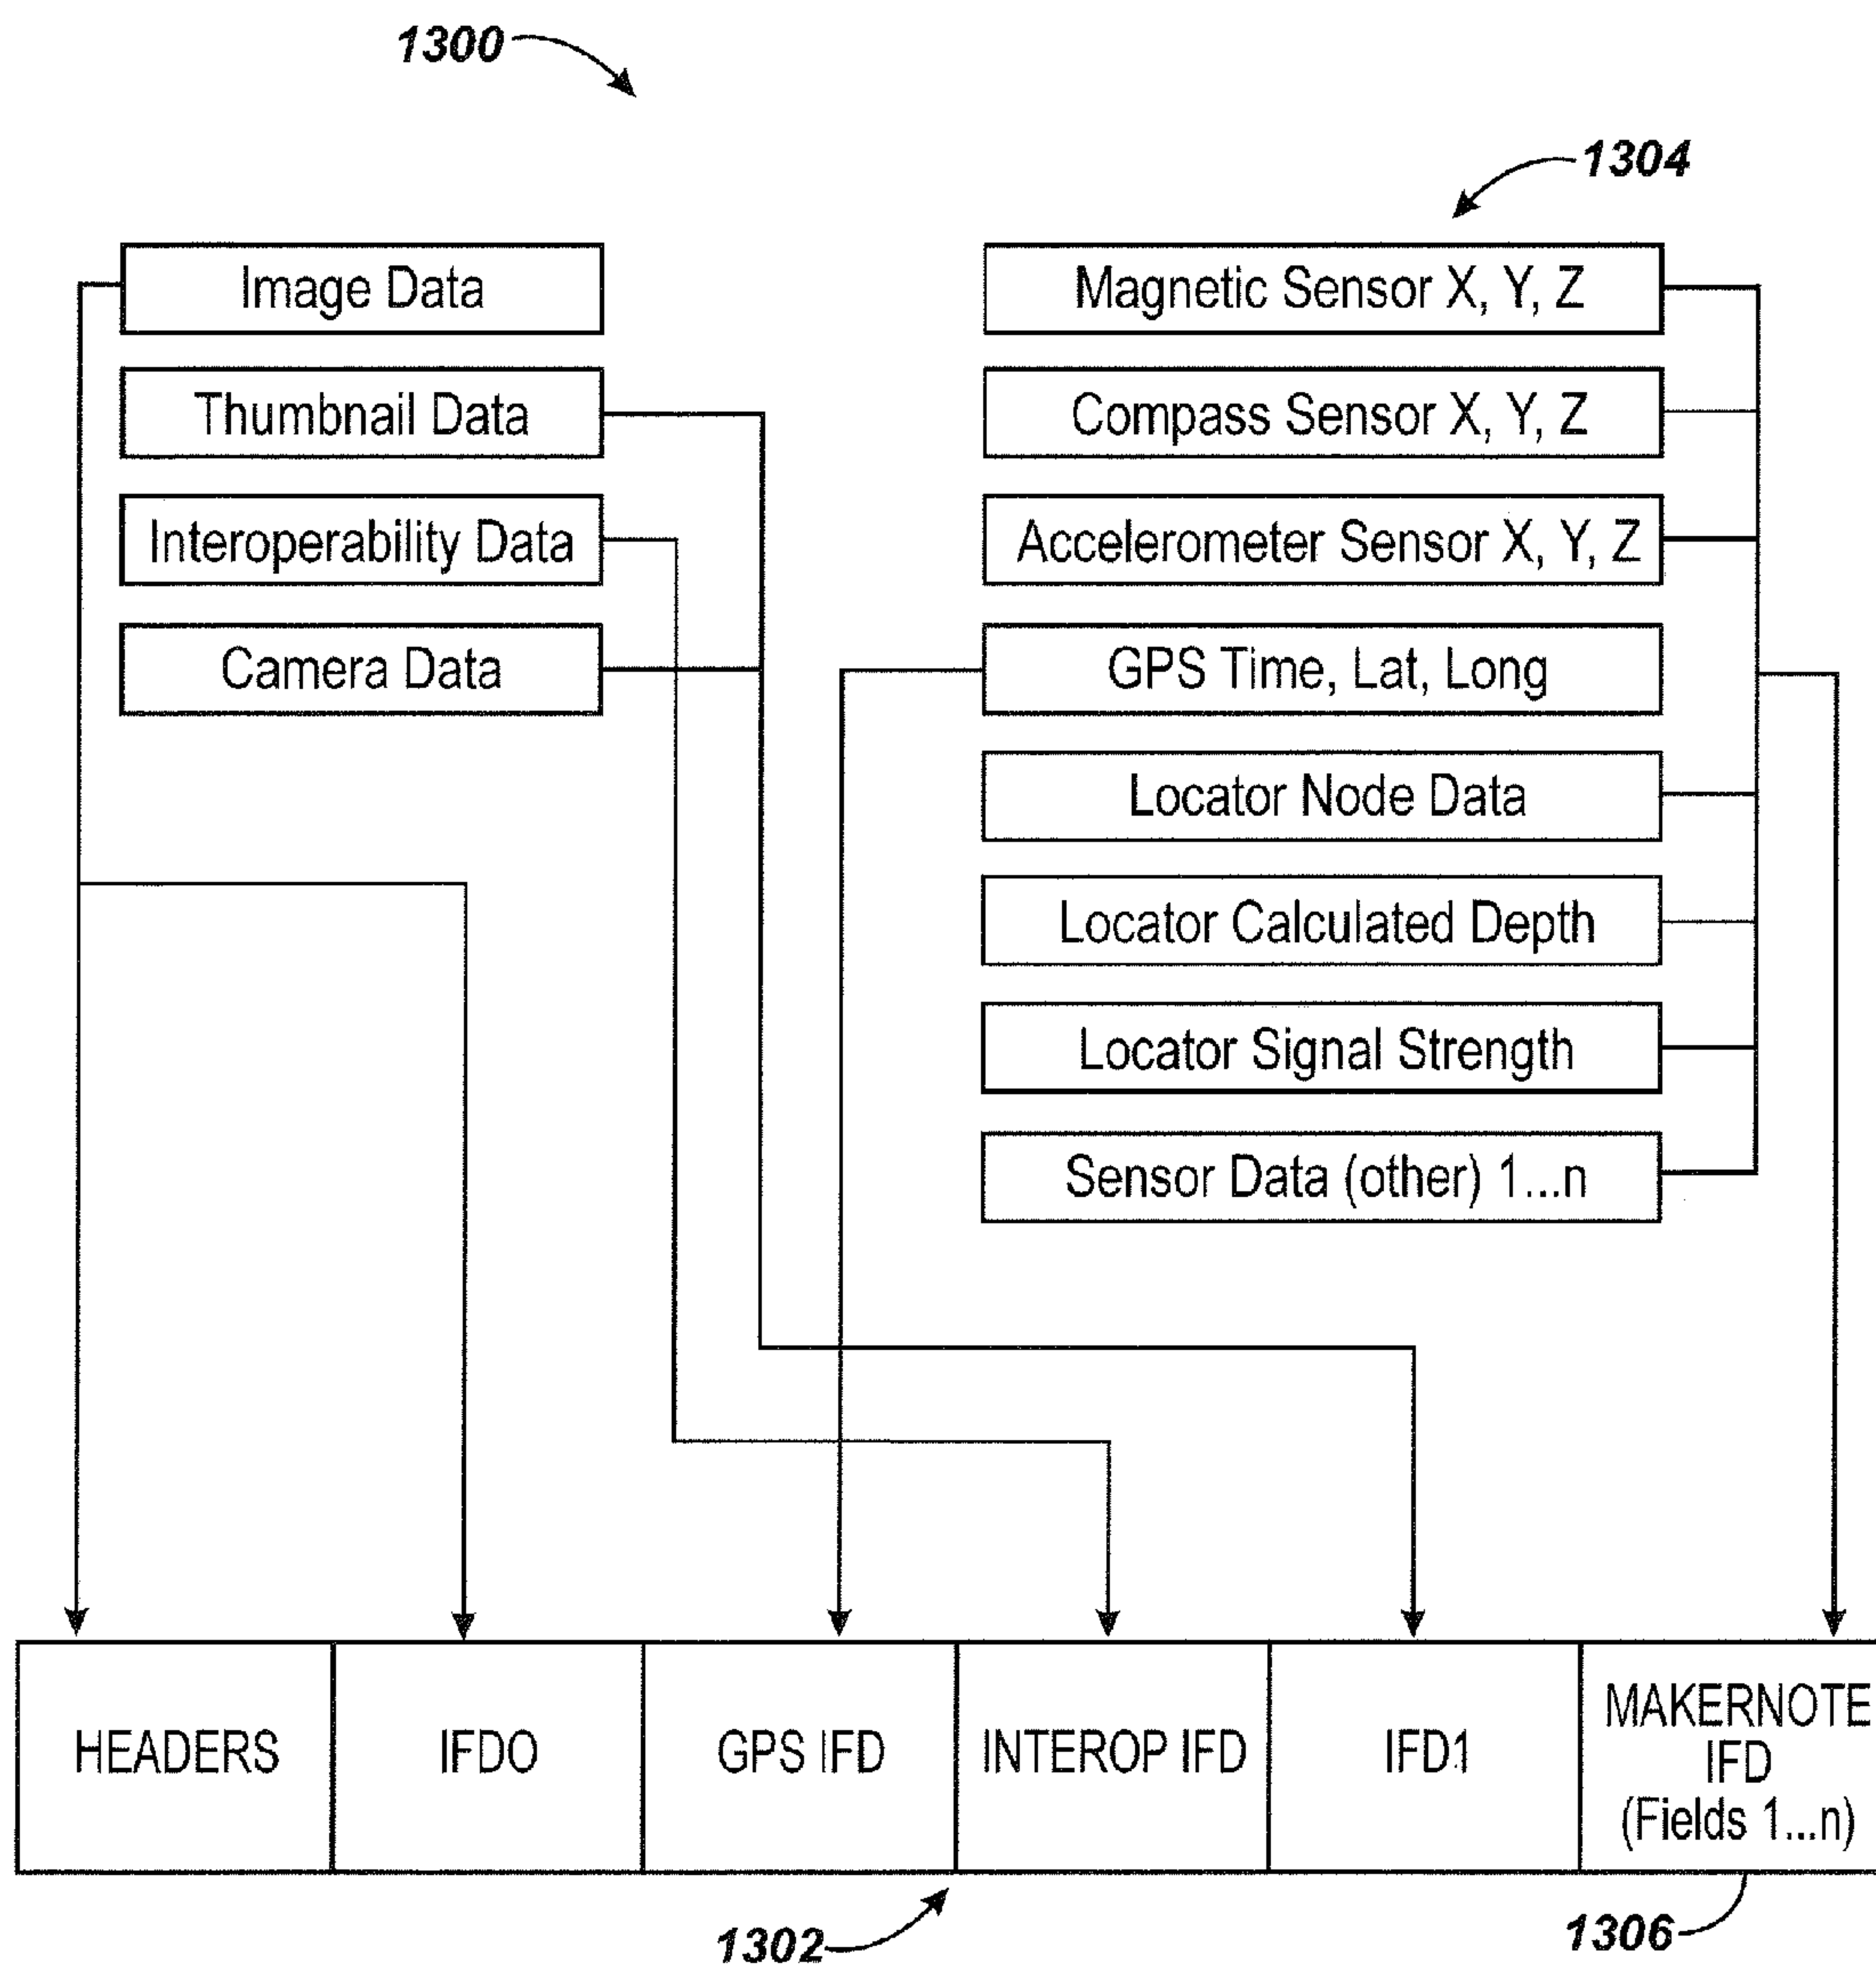 1300
1304
Image Data
Thumbnail Data
Interoperability Data
Camera Data
Magnetic Sensor X, Y, Z
Compass Sensor X, Y, Z
Accelerometer Sensor X, Y, Z
GPS Time, Lat, Long
Locator Node Data
Locator Calculated Depth
Locator Signal Strength
Sensor Data (other) 1...n
HEADERS
IFDO
GPS IFD
INTEROP IFD
IFD1
MAKERNOTE
IFD
(Fields 1...n)
1302
1306